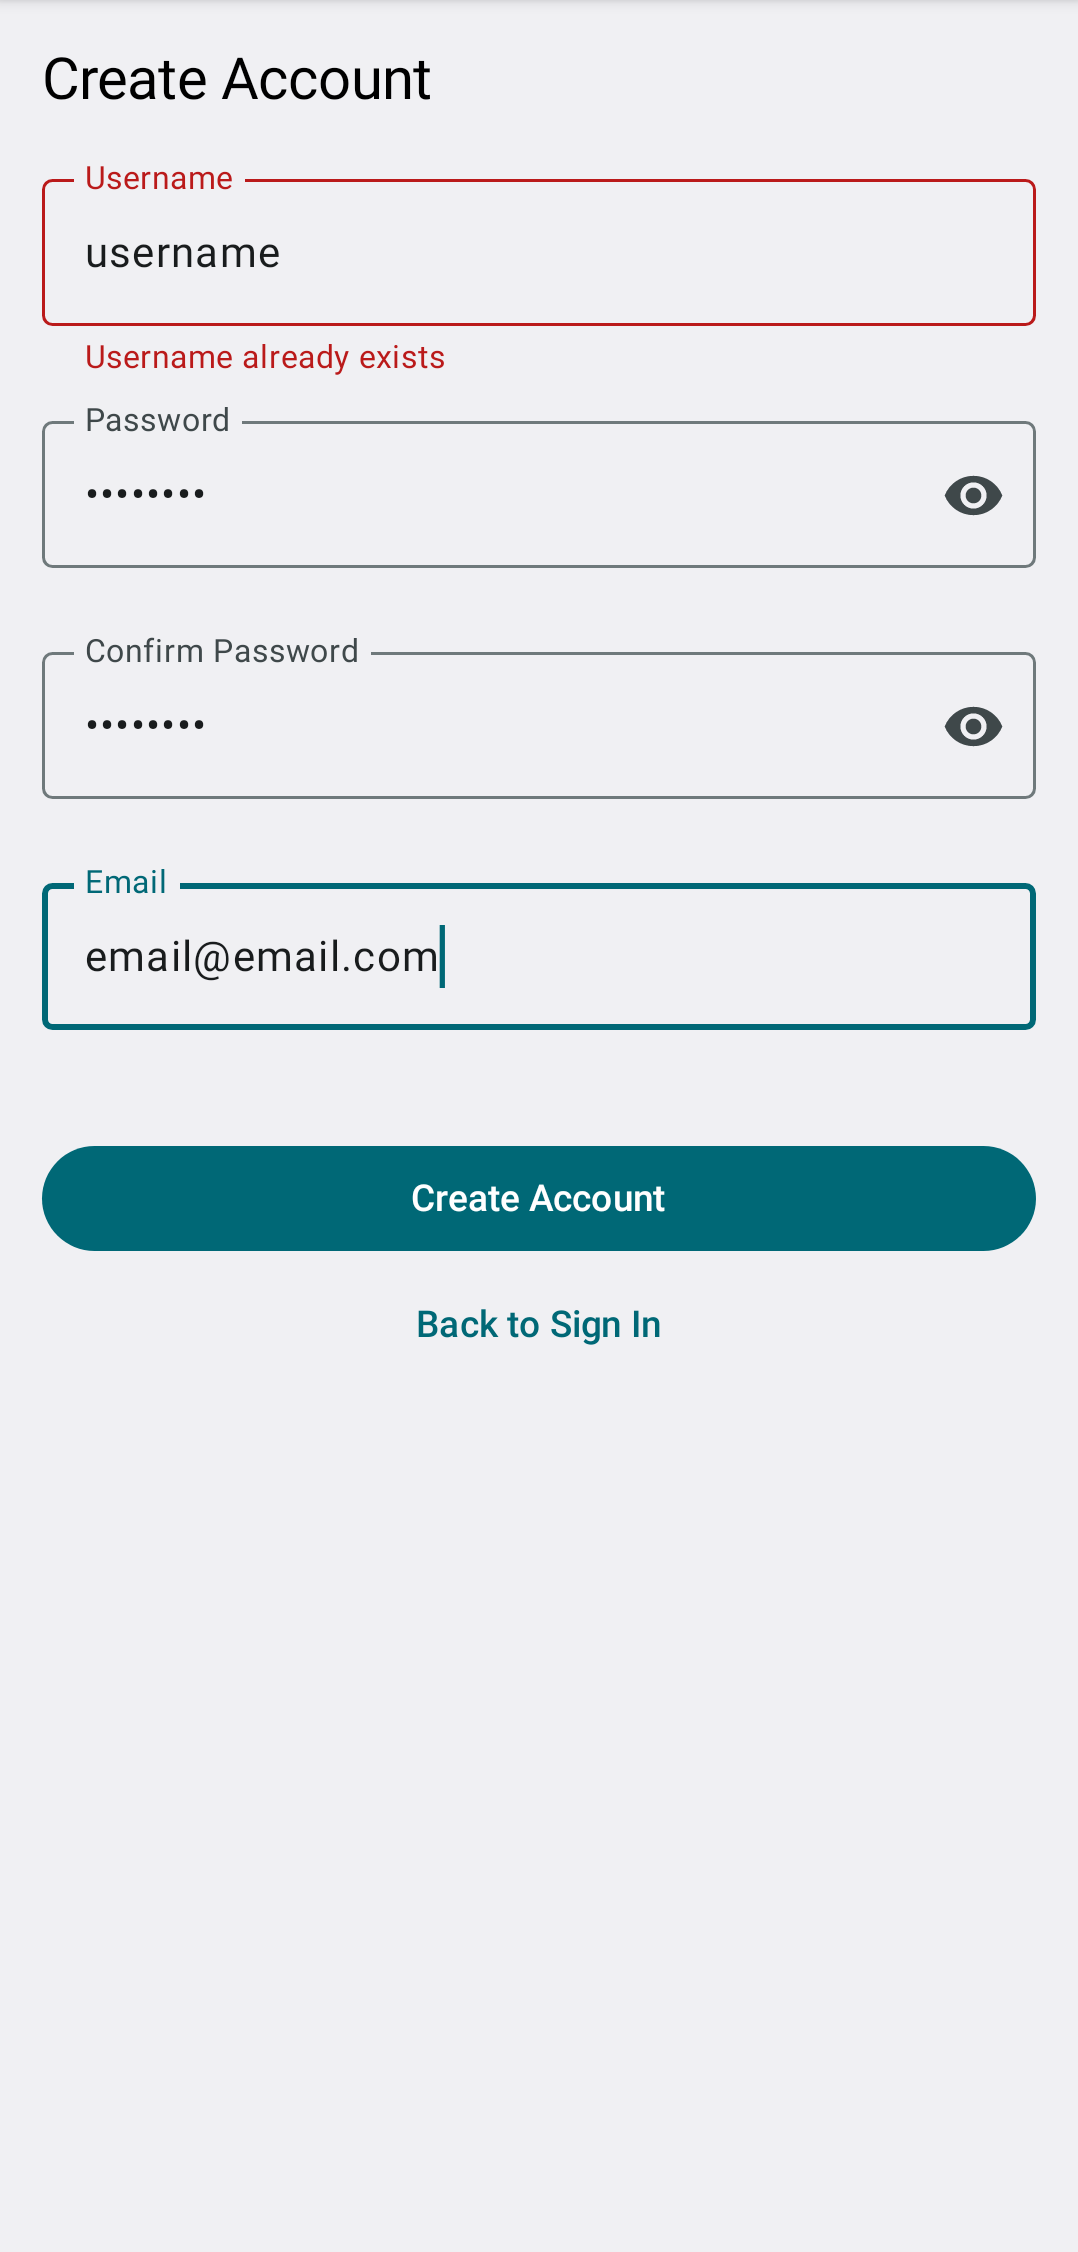 Create Account
Username
username
Username already exists
Password
••••••••
Confirm Password
••••••••
Email
email@email.com
Create Account
Back to Sign In